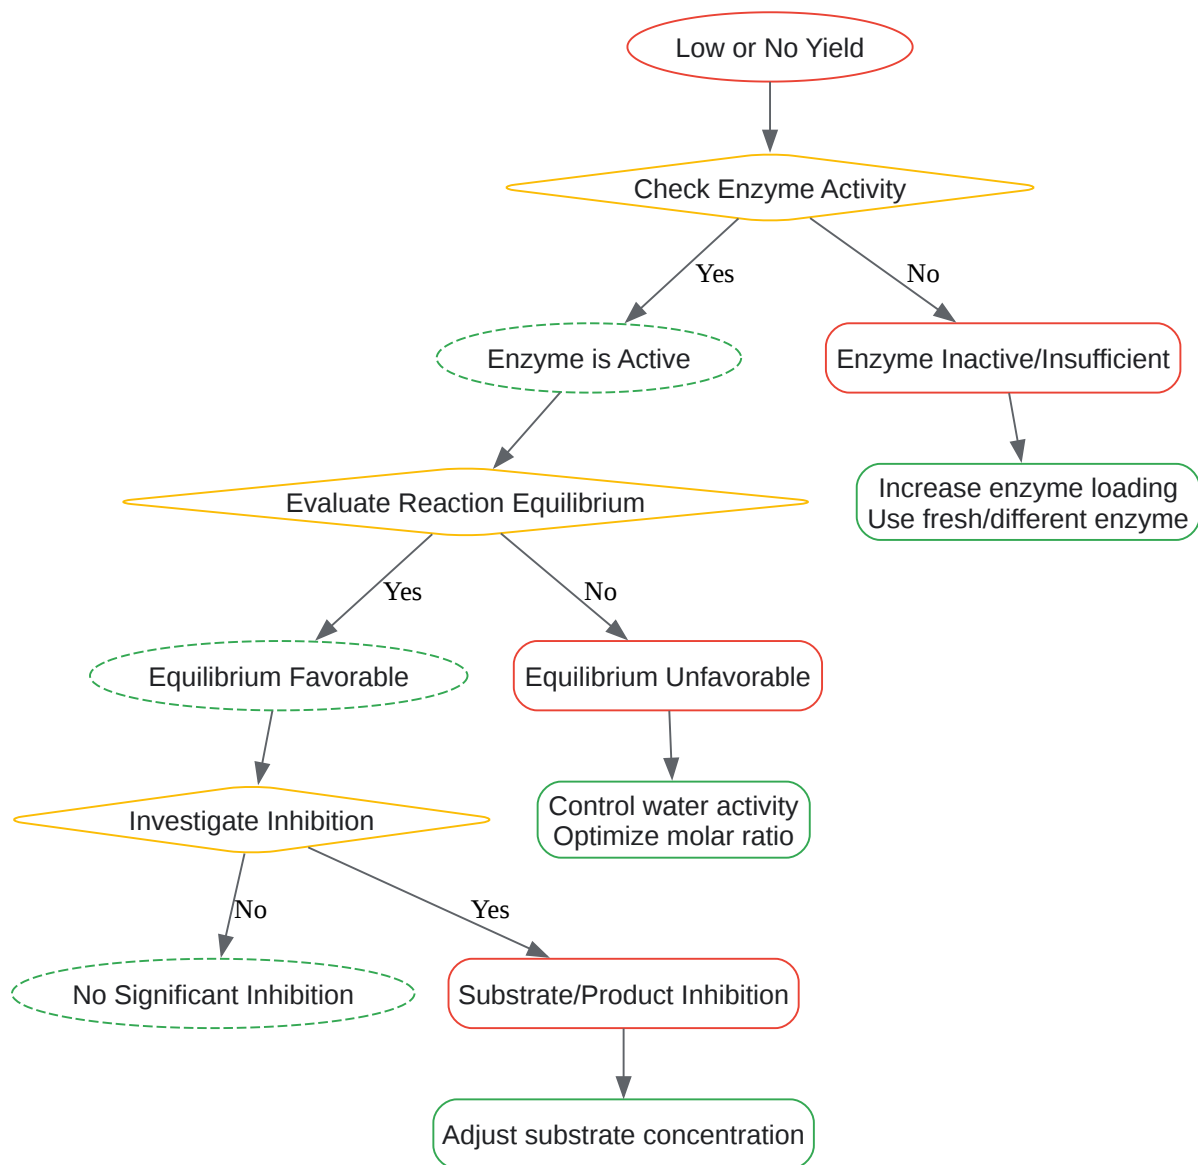 Low or No Yield
Check Enzyme Activity
Yes
No
Enzyme is Active
Enzyme Inactive/Insufficient
Increase enzyme loading
Use fresh/different enzyme
Evaluate Reaction Equilibrium
Yes
No
Equilibrium Favorable
Equilibrium Unfavorable
Control water activity
Optimize molar ratio
Investigate Inhibition
No
Yes
No Significant Inhibition
Substrate/Product Inhibition
Adjust substrate concentration